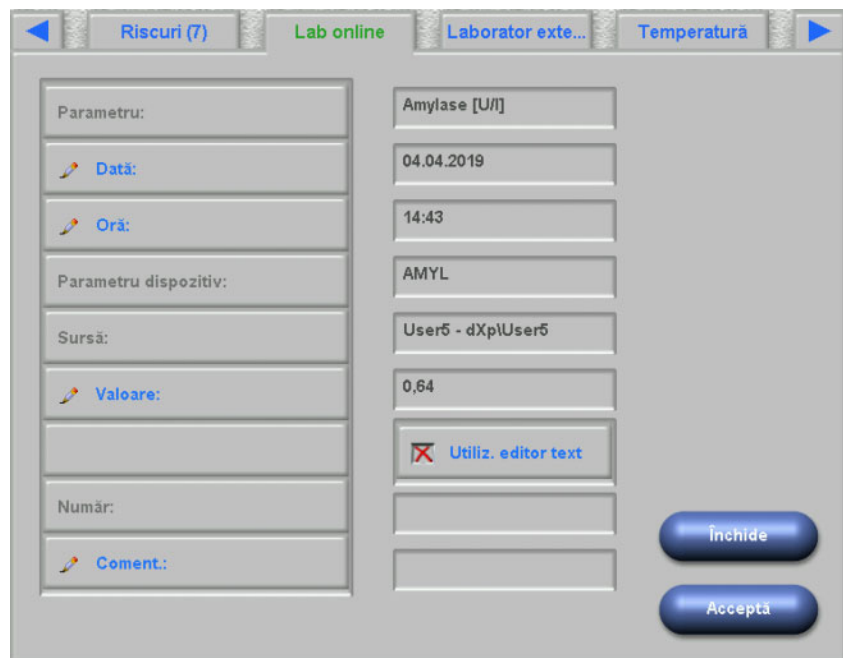 Riscuri (7) Lab online Laborator exte... Temperatură
Parametru: Amylase [U/l]
Dată: 04.04.2019
Oră: 14:43
Parametru dispozitiv: AMYL
Sursă: User5 - dXp\User5
Valoare: 0,64
Utiliz. editor text
Număr:
Închide
Coment.:
Acceptă